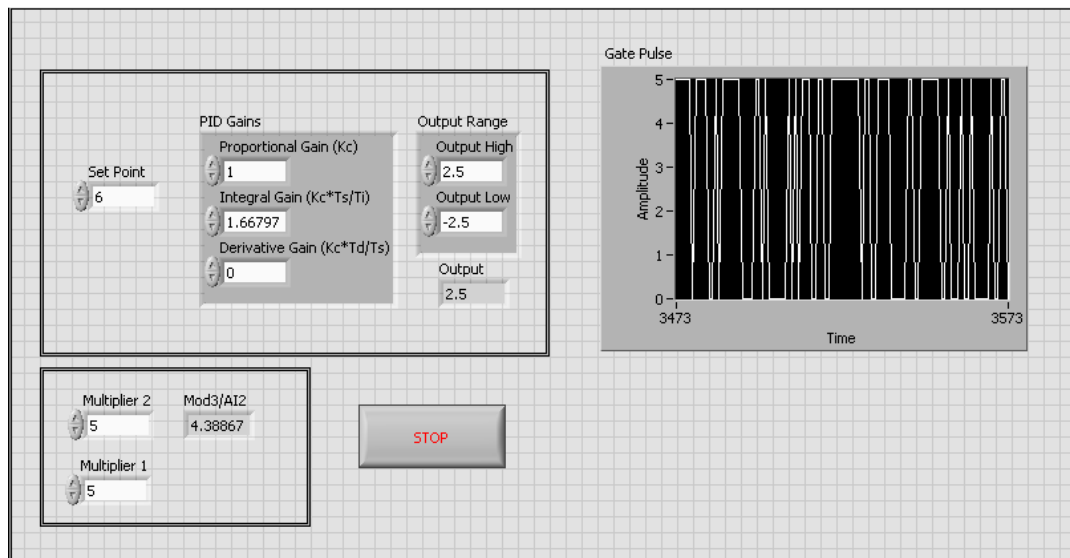 PID Gains
Proportional Gain (Kc)
1
Integral Gain (Kc*Ts/Ti)
1.66797
Derivative Gain (Kc*Td/Ts)
0
Set Point
6
Output Range
Output High
2.5
Output Low
-2.5
Output
2.5
Gate Pulse
Amplitude
5
4
3
2
1
0
3473
3573
Time
Multiplier 2
5
Mod3/AI2
4.38867
Multiplier 1
5
STOP